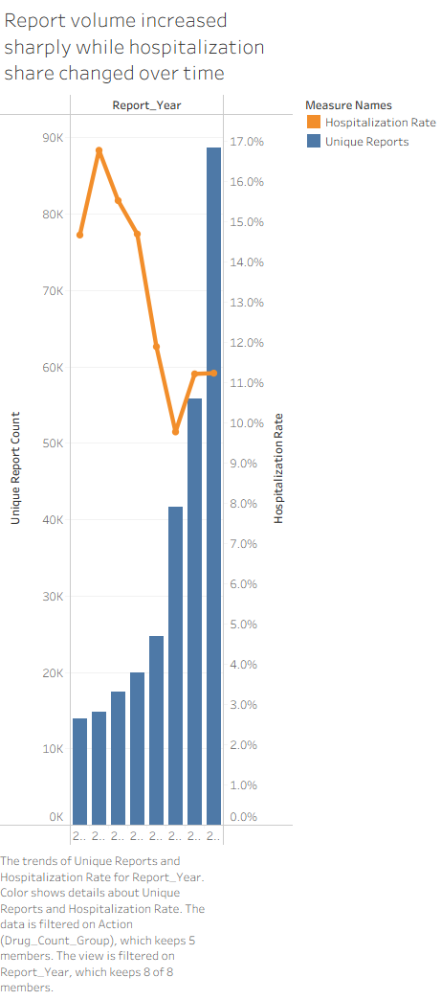 Report volume increased
sharply while hospitalization
share changed over time
Report_Year
Measure Names
Hospitalization Rate
Unique Reports
90K
80K
70K
60K
50K
40K
30K
20K
10K
0K
Unique Report Count
17.0%
16.0%
15.0%
14.0%
13.0%
12.0%
11.0%
10.0%
9.0%
8.0%
7.0%
6.0%
5.0%
4.0%
3.0%
2.0%
1.0%
0.0%
Hospitalization Rate
2.. 2.. 2.. 2.. 2.. 2.. 2.. 2..
The trends of Unique Reports and
Hospitalization Rate for Report_Year.
Color shows details about Unique
Reports and Hospitalization Rate. The
data is filtered on Action
(Drug_Count_Group), which keeps 5
members. The view is filtered on
Report_Year, which keeps 8 of 8
members.